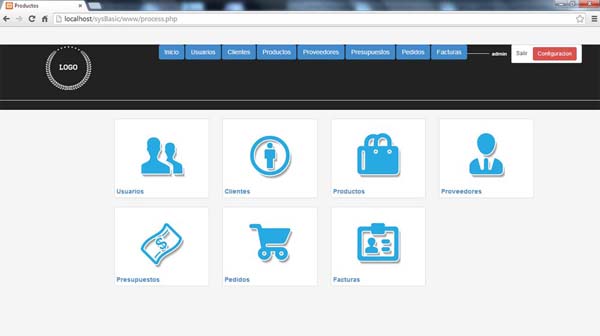 Productos
localhost/sysBasic/www/process.php
LOGO
Inicio Usuarios Clientes Productos Proveedores Presupuestos Pedidos Facturas admin Salir Configuracion
Usuarios Clientes Productos Proveedores
$
Presupuestos Pedidos Facturas